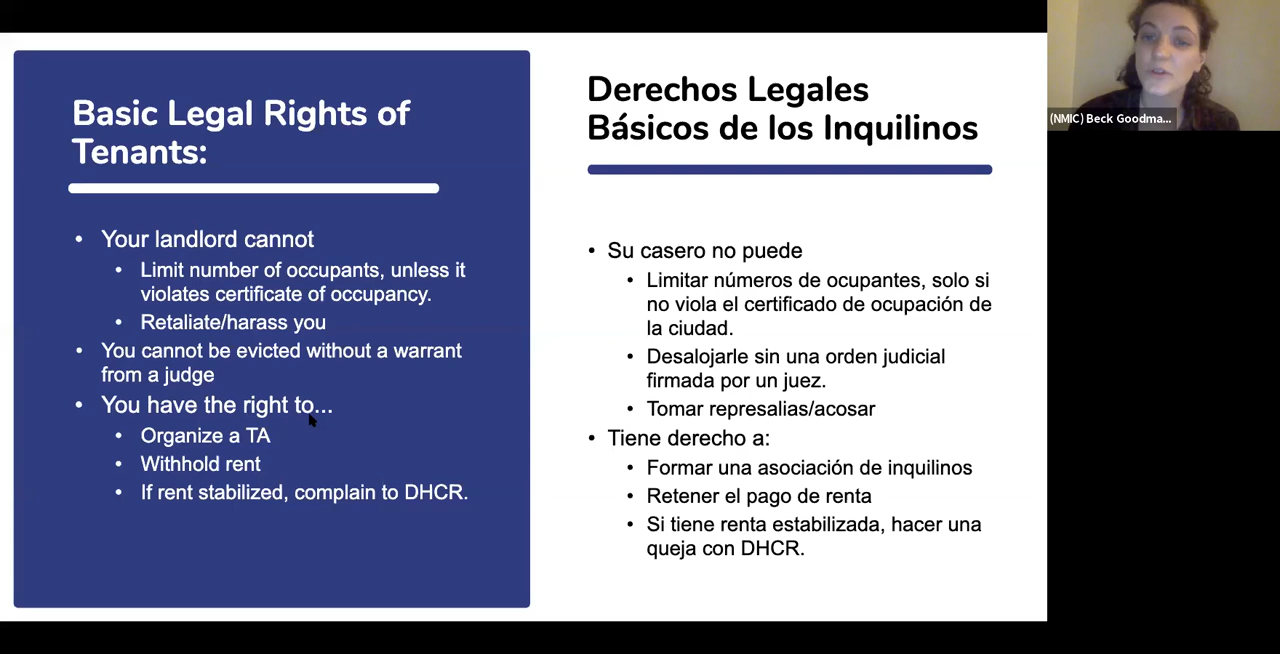 Basic Legal Rights of
Tenants:
• Your landlord cannot
• Limit number of occupants, unless it
violates certificate of occupancy.
• Retaliate/harass you
• You cannot be evicted without a warrant
from a judge
• You have the right to...
• Organize a TA
• Withhold rent
• If rent stabilized, complain to DHCR.
Derechos Legales
Básicos de los Inquilinos
• Su casero no puede
• Limitar números de ocupantes, solo si
no viola el certificado de ocupación de
la ciudad.
• Desalojarle sin una orden judicial
firmada por un juez.
• Tomar represalias/acosar
• Tiene derecho a:
• Formar una asociación de inquilinos
• Retener el pago de renta
• Si tiene renta estabilizada, hacer una
queja con DHCR.
(NMIC) Beck Goodma...